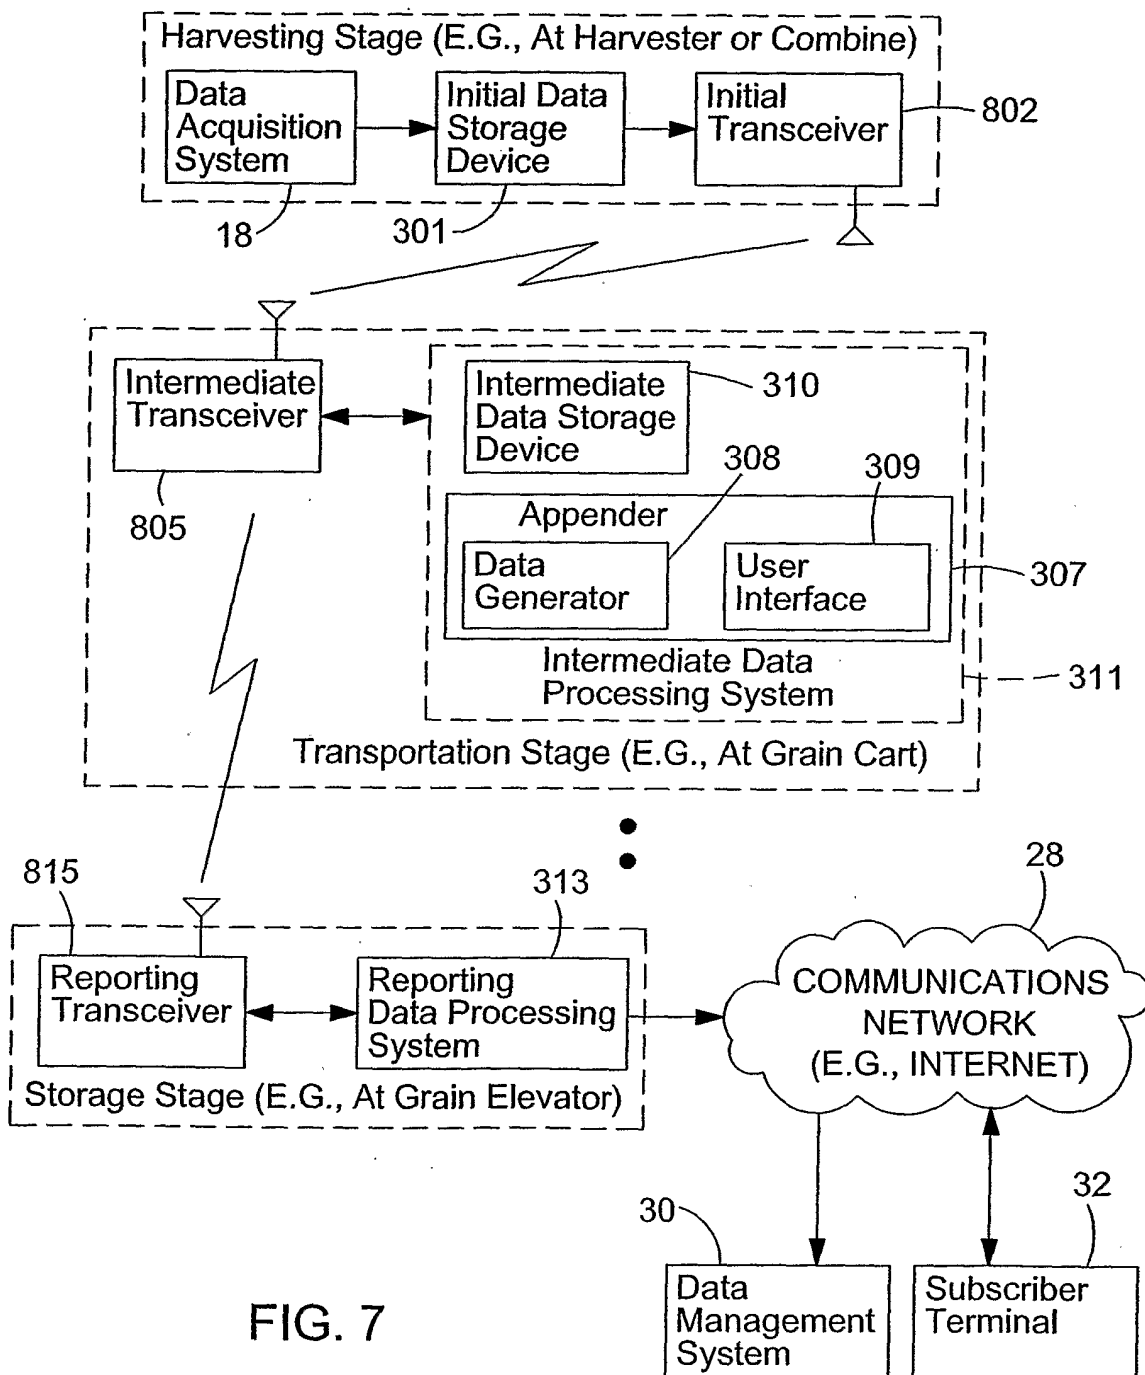 Harvesting Stage (E.G., At Harvester or Combine)
Data
Acquisition
System
Initial Data
Storage
Device
Initial
Transceiver
802
18
301
Intermediate
Transceiver
805
Intermediate
Data Storage
Device
310
308
309
Appender
Data
Generator
User
Interface
307
Intermediate Data
Processing System
311
Transportation Stage (E.G., At Grain Cart)
815
313
28
Reporting
Transceiver
Reporting
Data Processing
System
Storage Stage (E.G., At Grain Elevator)
COMMUNICATIONS
NETWORK
(E.G., INTERNET)
30
32
Data
Management
System
Subscriber
Terminal
FIG. 7